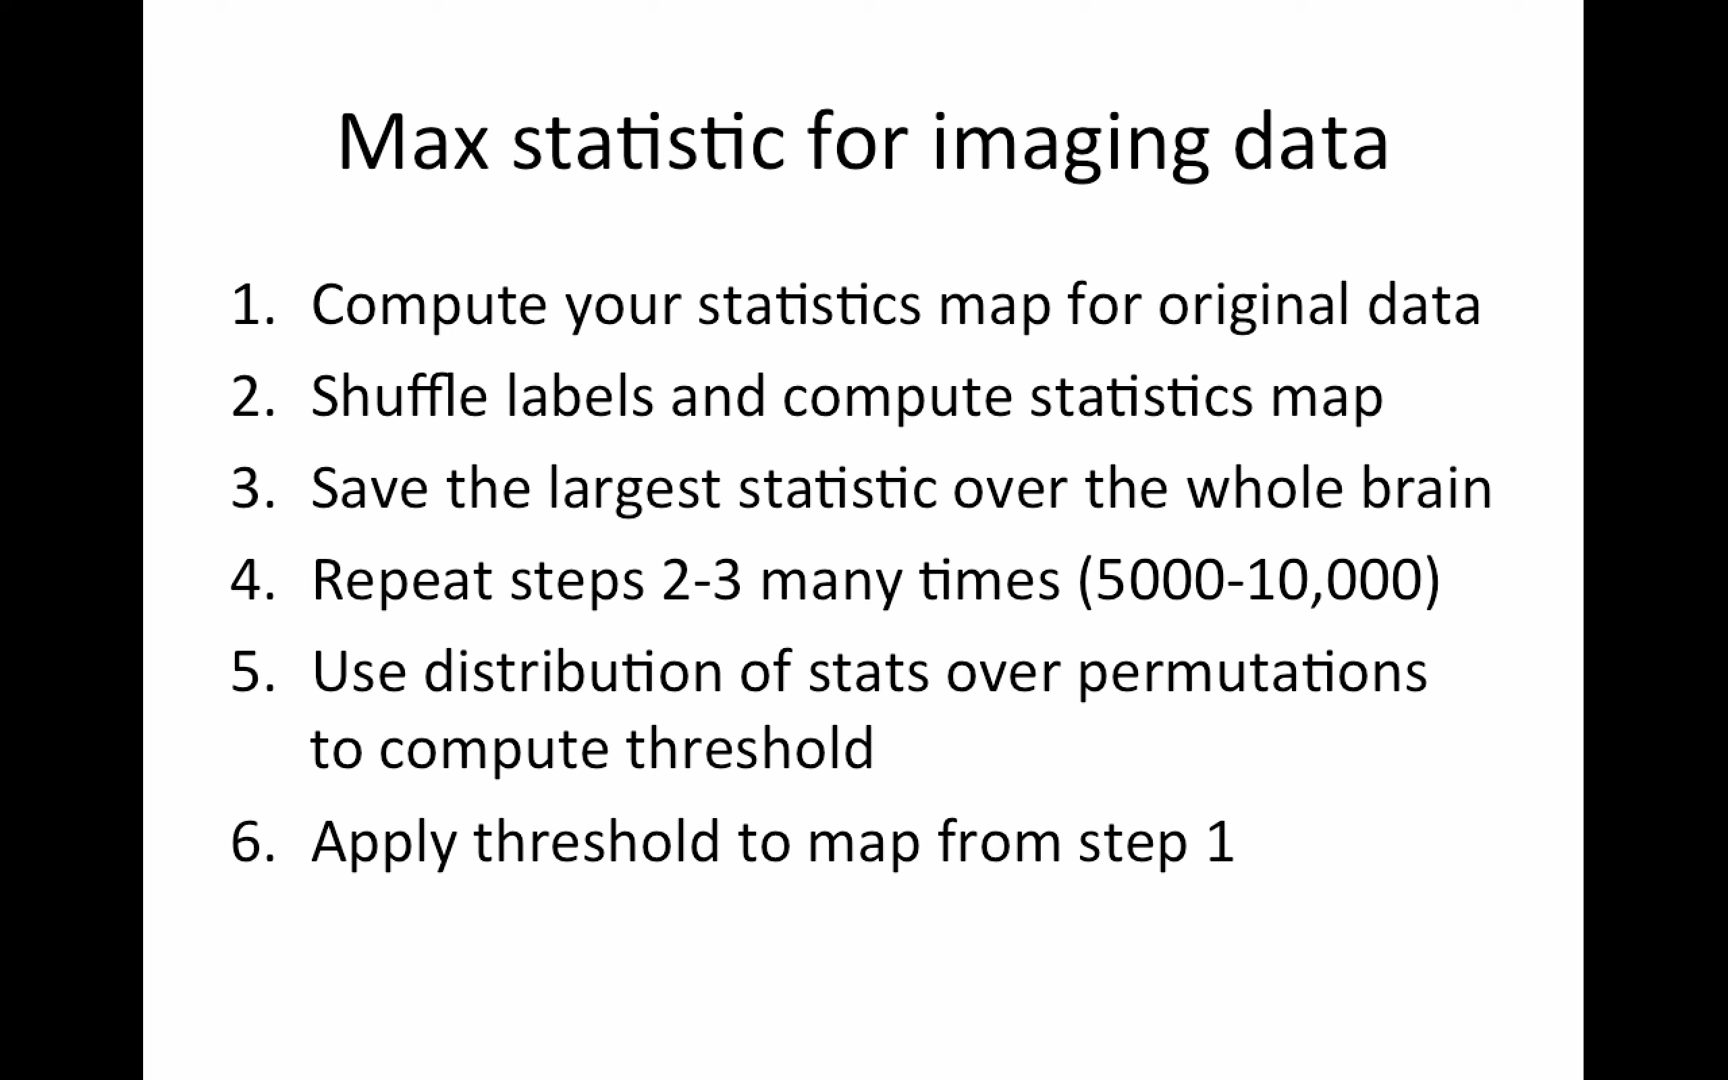 Max statistic for imaging data
1. Compute your statistics map for original data
2. Shuffle labels and compute statistics map
3. Save the largest statistic over the whole brain
4. Repeat steps 2-3 many times (5000-10,000)
5. Use distribution of stats over permutations
to compute threshold
6. Apply threshold to map from step 1